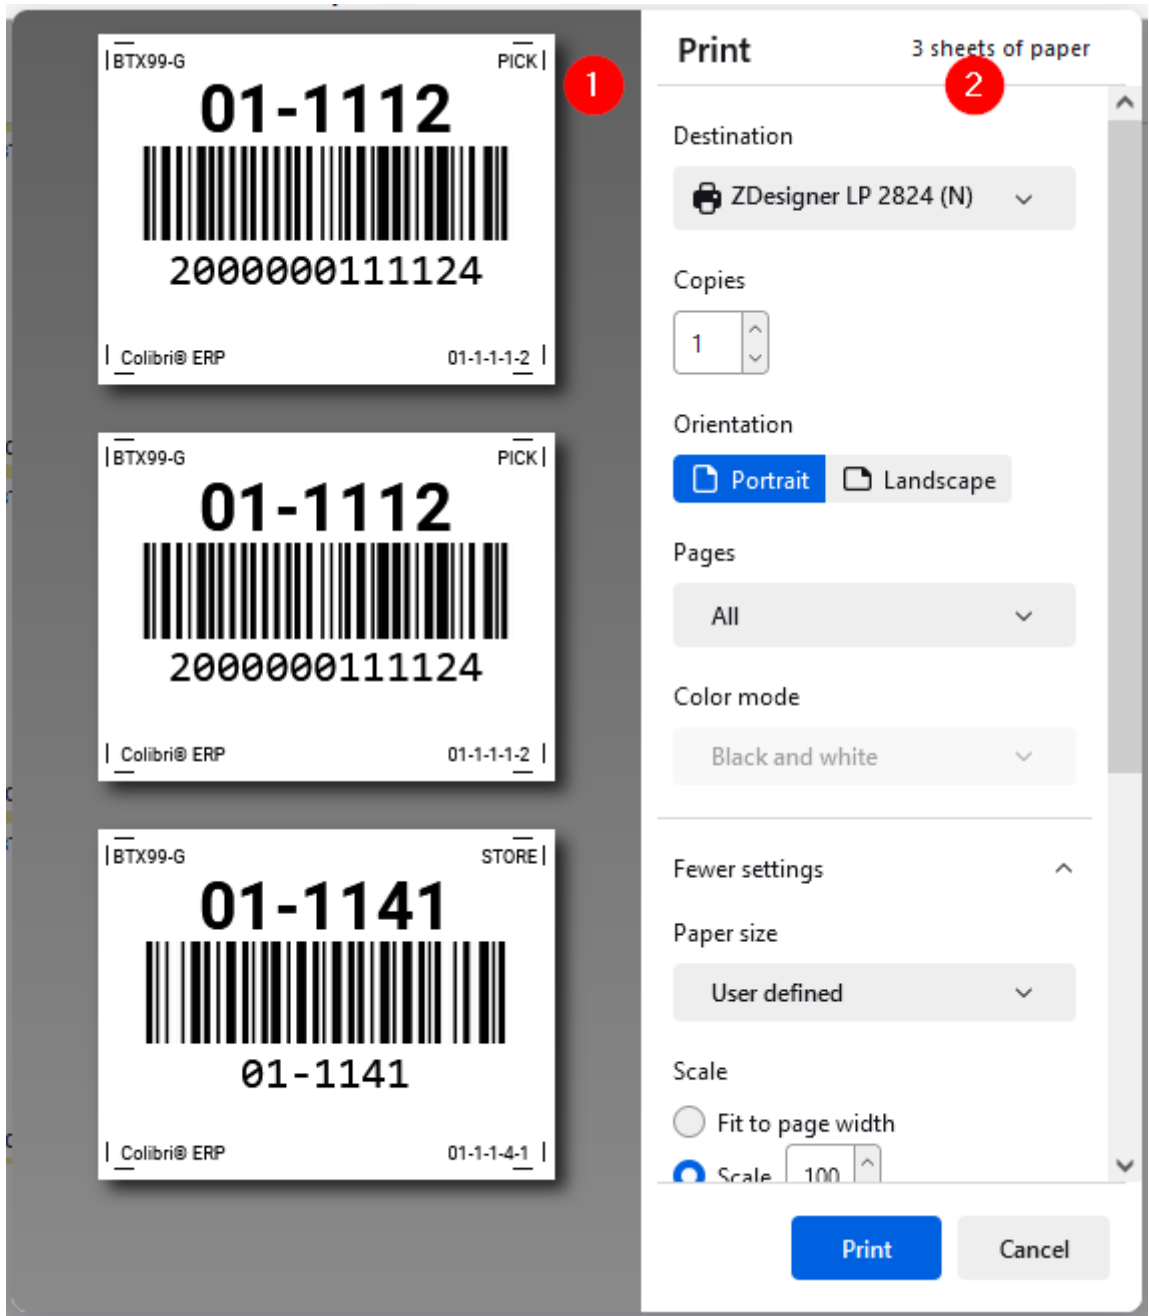 BTX99-G PICK
01-1112
2000000111124
Colibri® ERP 01-1-1-1-2
BTX99-G PICK
01-1112
2000000111124
Colibri® ERP 01-1-1-1-2
BTX99-G STORE
01-1141
01-1141
Colibri® ERP 01-1-1-4-1
1
Print 3 sheets of paper
2
Destination
ZDesigner LP 2824 (N)
Copies
1
Orientation
Portrait Landscape
Pages
All
Color mode
Black and white
Fewer settings
Paper size
User defined
Scale
Fit to page width
Scale 100
Print Cancel